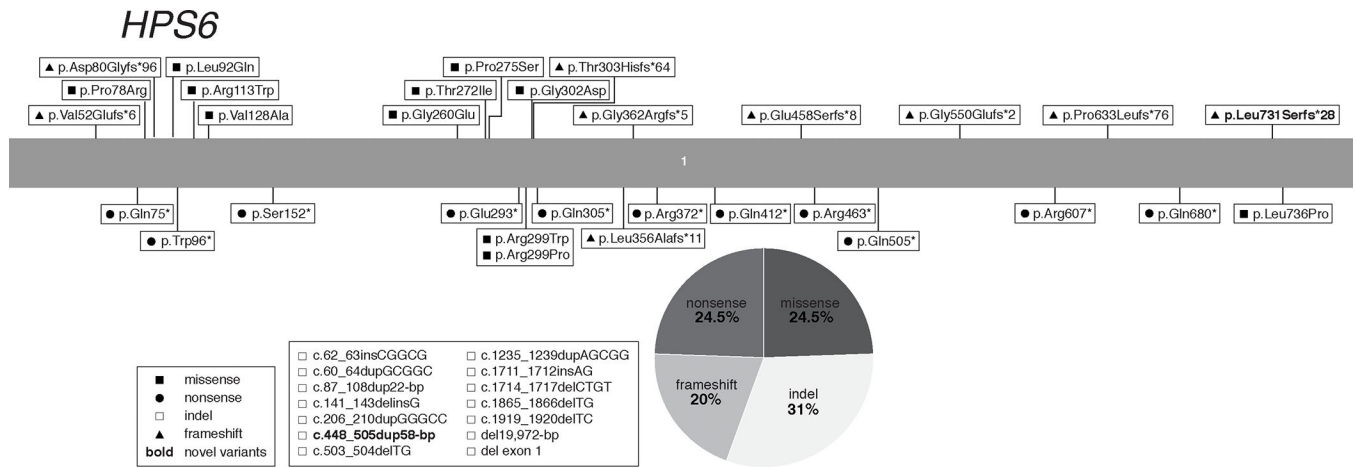 HPS6
▲ p.Asp80Glyfs*96
■ p.Leu92Gln
■ p.Pro275Ser
▲ p.Thr303Hisfs*64
■ p.Pro78Arg
■ p.Arg113Trp
■ p.Thr272Ile
■ p.Gly302Asp
▲ p.Val52Glufs*6
■ p.Val128Ala
■ p.Gly260Glu
▲ p.Gly362Argfs*5
▲ p.Glu458Serfs*8
▲ p.Gly550Glufs*2
▲ p.Pro633Leufs*76
▲ p.Leu731Serfs*28
1
● p.Gln75*
● p.Ser152*
● p.Glu293*
● p.Gln305*
● p.Arg372*
● p.Gln412*
● p.Arg463*
● p.Arg607*
● p.Gln680*
■ p.Leu736Pro
● p.Trp96*
■ p.Arg299Trp
■ p.Arg299Pro
▲ p.Leu356Alafs*11
● p.Gln505*
nonsense
24.5%
missense
24.5%
frameshift
20%
indel
31%
■ missense
● nonsense
□ indel
▲ frameshift
bold novel variants
□ c.62_63insCGGCG
□ c.60_64dupGCGGC
□ c.87_108dup22-bp
□ c.141_143delinsG
□ c.206_210dupGGGCC
□ c.448_505dup58-bp
□ c.503_504delTG
□ c.1235_1239dupAGCGG
□ c.1711_1712insAG
□ c.1714_1717delCTGT
□ c.1865_1866delTG
□ c.1919_1920delTC
□ del19,972-bp
□ del exon 1